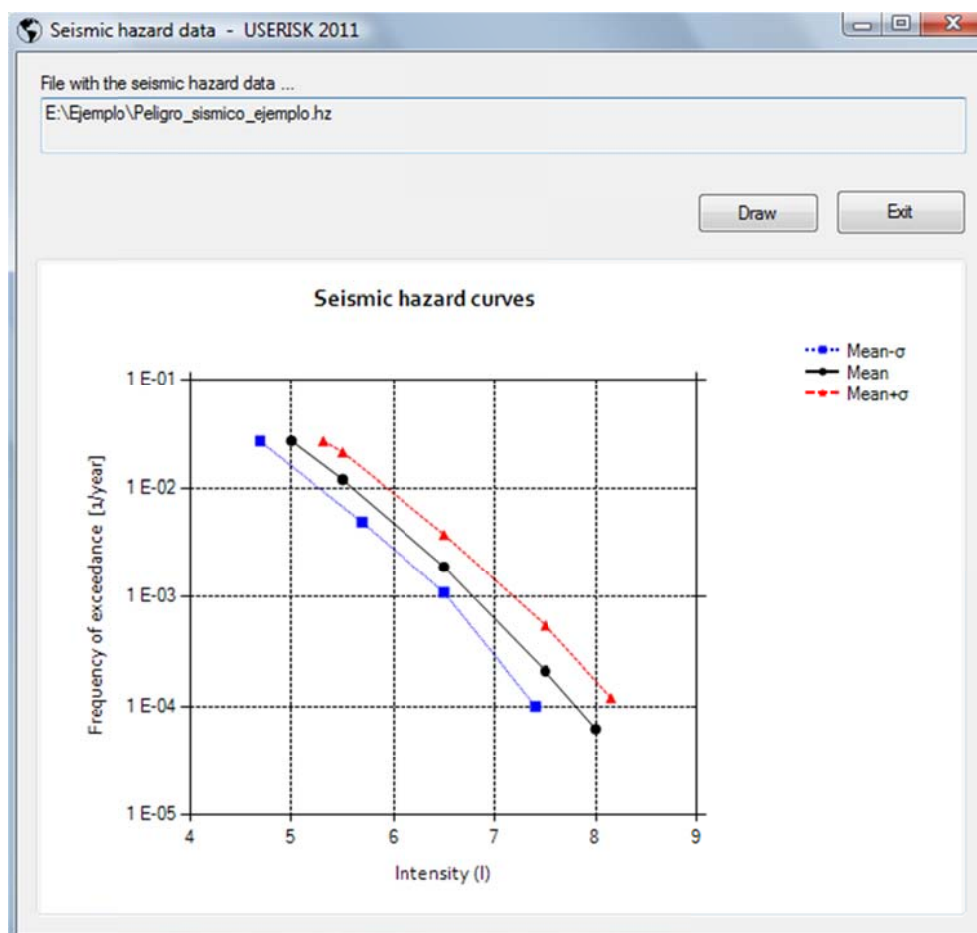 Seismic hazard data - USERISK 2011
File with the seismic hazard data ...
E:\Ejemplo\Peligro_sismico_ejemplo.hz
Draw
Exit
Seismic hazard curves
Mean-σ
Mean
Mean+σ
Frequency of exceedance [1/year]
1 E-01
1 E-02
1 E-03
1 E-04
1 E-05
4 5 6 7 8 9
Intensity (I)